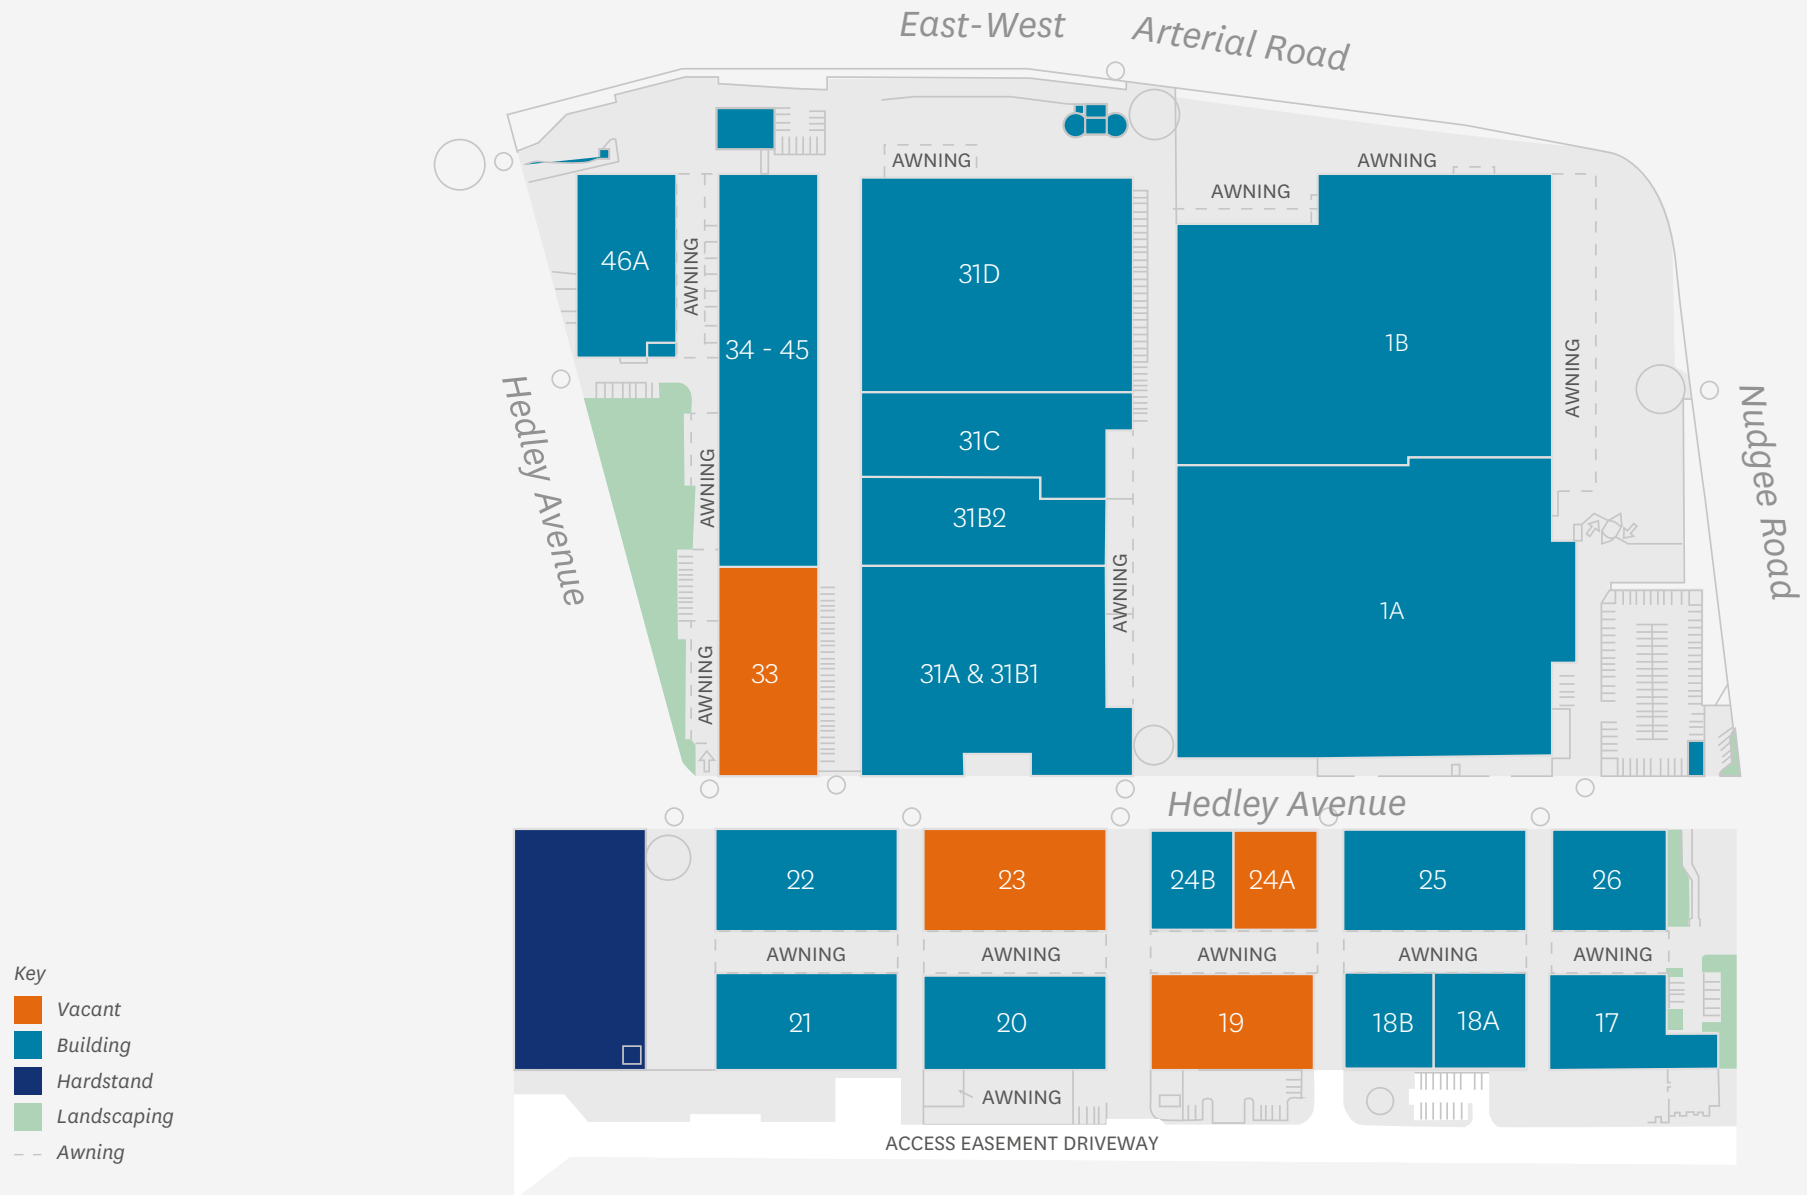 East-West Arterial Road
AWNING
AWNING
AWNING
46A
AWNING
34 - 45
31D
1B
AWNING
Hedley Avenue
Nudgee Road
31C
AWNING
31B2
AWNING
1A
33
AWNING
31A & 31B1
Hedley Avenue
22
23
24B
24A
25
26
AWNING
AWNING
AWNING
AWNING
AWNING
21
20
19
18B
18A
17
AWNING
ACCESS EASEMENT DRIVEWAY
Key
Vacant
Building
Hardstand
Landscaping
Awning